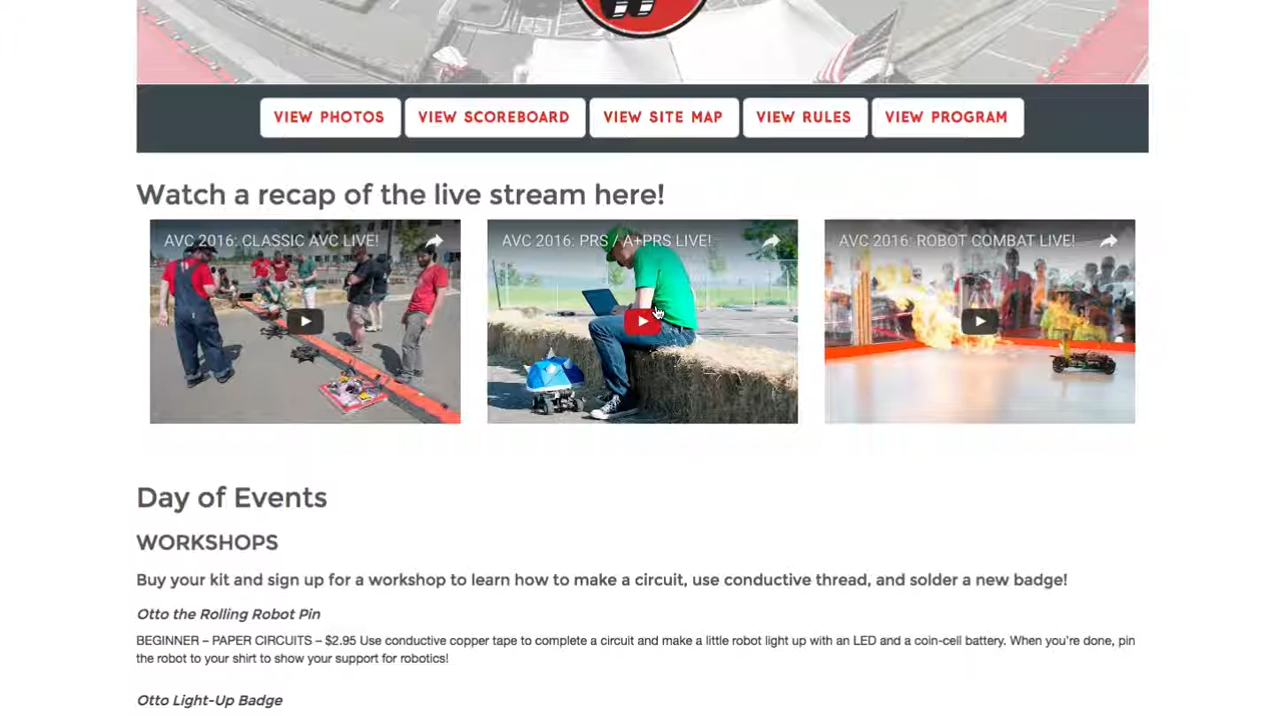 VIEW PHOTOS VIEW SCOREBOARD VIEW SITE MAP VIEW RULES VIEW PROGRAM
Watch a recap of the live stream here!
AVC 2016: CLASSIC AVC LIVE! AVC 2016. PRS / A+PRS LIVE! AVC 2016: ROBOT COMBAT LIVE!
Day of Events
WORKSHOPS
Buy your kit and sign up for a workshop to learn how to make a circuit, use conductive thread, and solder a new badge!
Otto the Rolling Robot Pin
BEGINNER – PAPER CIRCUITS – $2.95 Use conductive copper tape to complete a circuit and make a little robot light up with an LED and a coin-cell battery. When you're done, pin
the robot to your shirt to show your support for robotics!
Otto Light-Up Badge